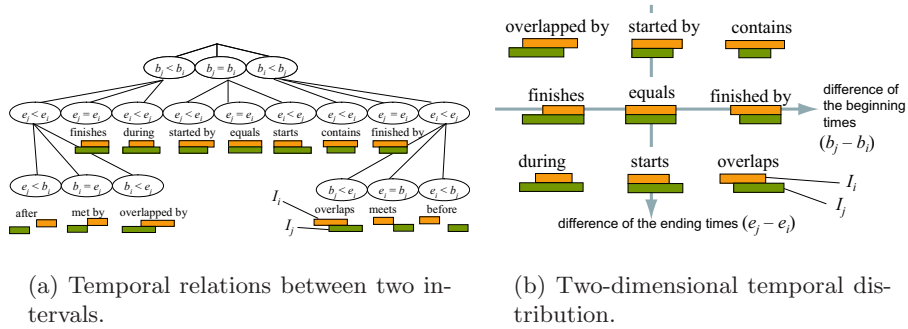 b_j < b_i b_j = b_i b_i < b_j
e_j < e_i e_j = e_i e_i < e_j e_j < e_i e_j = e_i e_i < e_j e_j < e_i e_j = e_i e_i < e_j
finishes during started by equals starts contains finished by
e_j < b_i b_i = e_j b_i < e_j b_j < e_i e_i = b_j e_i < b_j
after met by overlapped by
I_i
I_j
overlaps meets before
(a) Temporal relations between two in-
tervals.
overlapped by started by contains
finishes equals finished by
difference
of the
beginning
times
(b_j − b_i)
during starts overlaps
I_i
I_j
difference of the ending times (e_j − e_i)
(b) Two-dimensional temporal dis-
tribution.